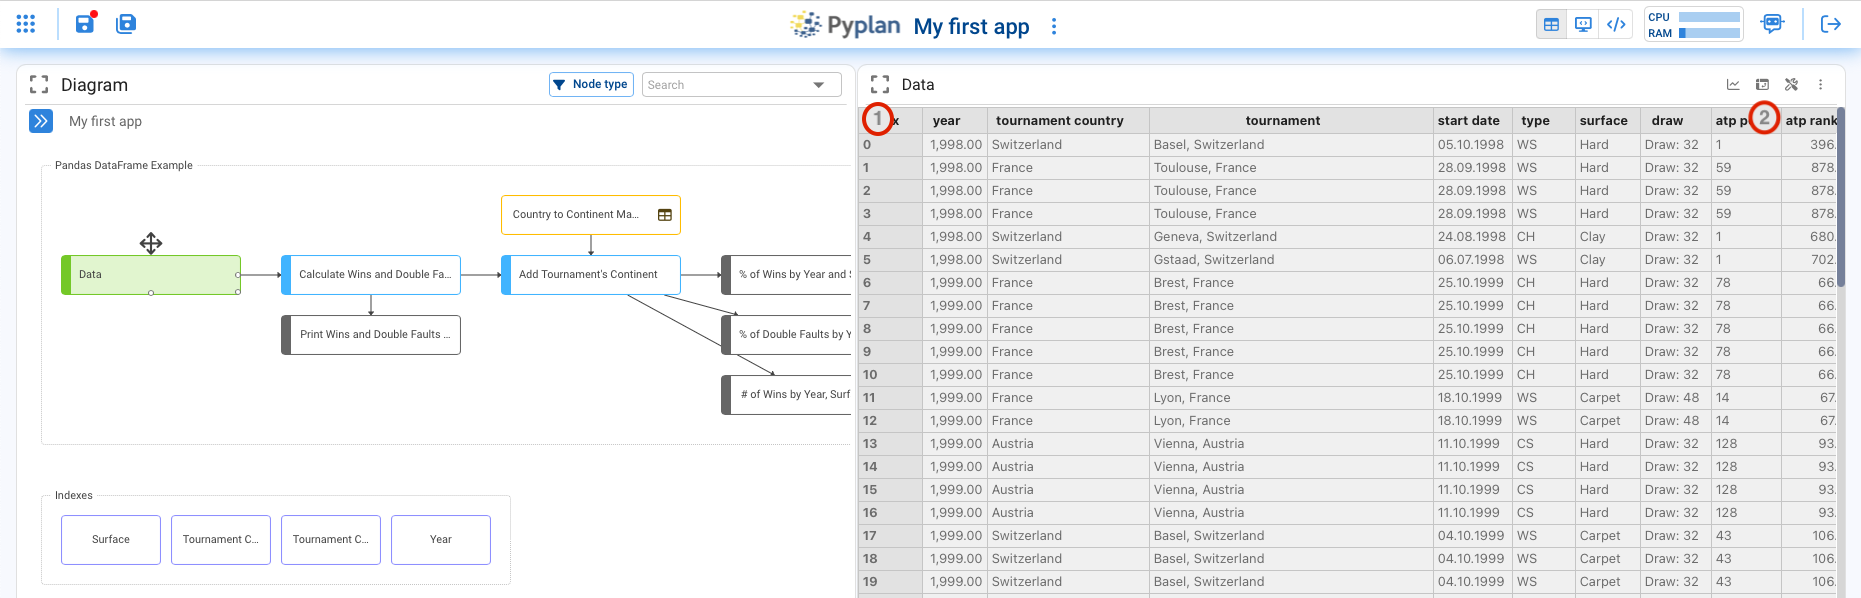 Pyplan My first app
CPU
RAM
Diagram
Node type
Search
My first app
Pandas DataFrame Example
Country to Continent Ma...
Data
Calculate Wins and Double Fa...
Add Tournament's Continent
% of Wins by Year and
Print Wins and Double Faults ...
% of Double Faults by Y
# of Wins by Year, Surf
Indexes
Surface
Tournament C...
Tournament C...
Year
Data
1 x year tournament country tournament start date type surface draw atp p 2 atp rank
0 1,998.00 Switzerland Basel, Switzerland 05.10.1998 WS Hard Draw: 32 1 396.
1 1,998.00 France Toulouse, France 28.09.1998 WS Hard Draw: 32 59 878.
2 1,998.00 France Toulouse, France 28.09.1998 WS Hard Draw: 32 59 878.
3 1,998.00 France Toulouse, France 28.09.1998 WS Hard Draw: 32 59 878.
4 1,998.00 Switzerland Geneva, Switzerland 24.08.1998 CH Clay Draw: 32 1 680.
5 1,998.00 Switzerland Gstaad, Switzerland 06.07.1998 WS Clay Draw: 32 1 702.
6 1,999.00 France Brest, France 25.10.1999 CH Hard Draw: 32 78 66.
7 1,999.00 France Brest, France 25.10.1999 CH Hard Draw: 32 78 66.
8 1,999.00 France Brest, France 25.10.1999 CH Hard Draw: 32 78 66.
9 1,999.00 France Brest, France 25.10.1999 CH Hard Draw: 32 78 66.
10 1,999.00 France Brest, France 25.10.1999 CH Hard Draw: 32 78 66.
11 1,999.00 France Lyon, France 18.10.1999 WS Carpet Draw: 48 14 67.
12 1,999.00 France Lyon, France 18.10.1999 WS Carpet Draw: 48 14 67.
13 1,999.00 Austria Vienna, Austria 11.10.1999 CS Hard Draw: 32 128 93.
14 1,999.00 Austria Vienna, Austria 11.10.1999 CS Hard Draw: 32 128 93.
15 1,999.00 Austria Vienna, Austria 11.10.1999 CS Hard Draw: 32 128 93.
16 1,999.00 Austria Vienna, Austria 11.10.1999 CS Hard Draw: 32 128 93.
17 1,999.00 Switzerland Basel, Switzerland 04.10.1999 WS Carpet Draw: 32 43 106.
18 1,999.00 Switzerland Basel, Switzerland 04.10.1999 WS Carpet Draw: 32 43 106.
19 1,999.00 Switzerland Basel, Switzerland 04.10.1999 WS Carpet Draw: 32 43 106.